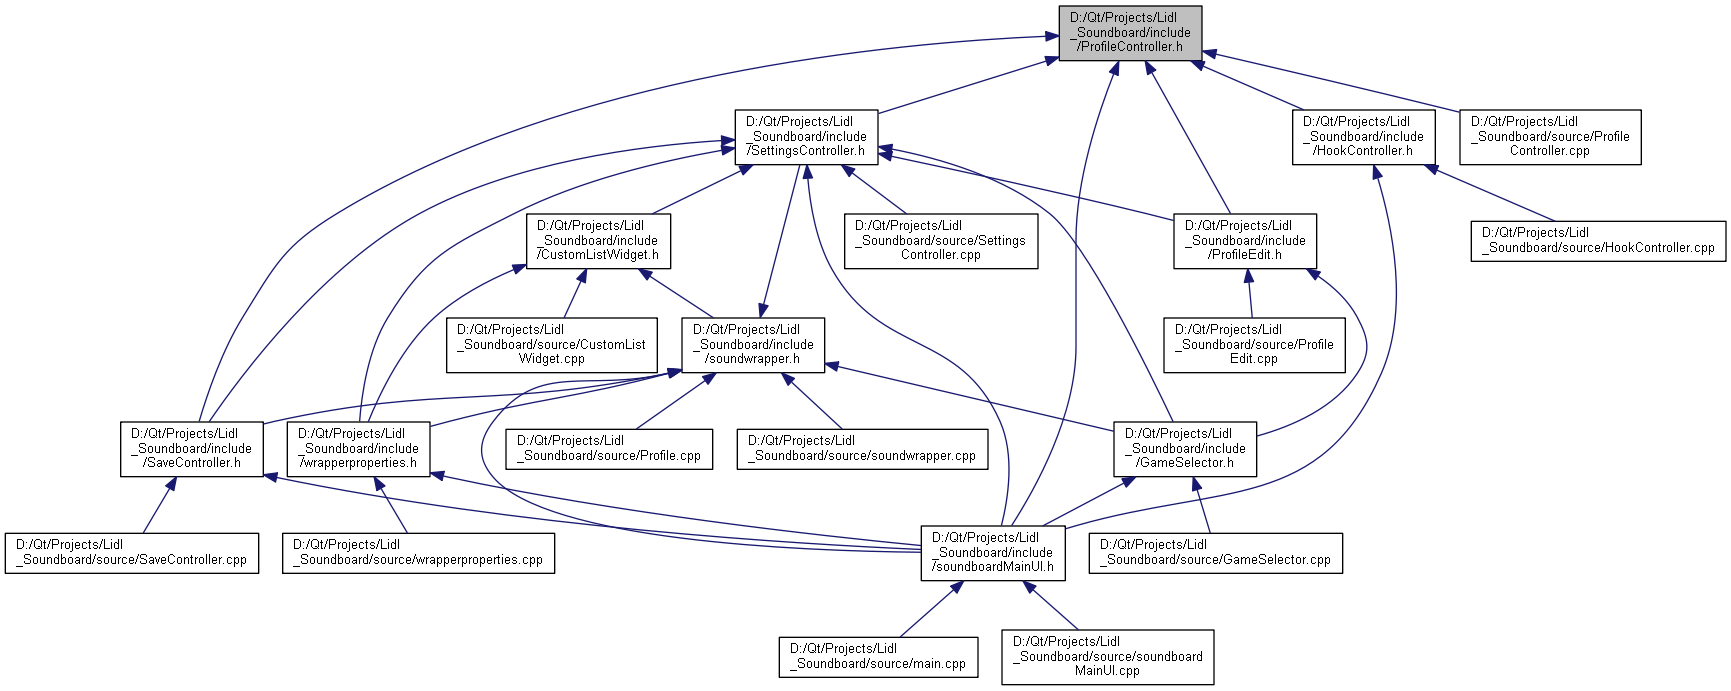 D:/Qt/Projects/Lidl
_Soundboard/include
/ProfileController.h
D:/Qt/Projects/Lidl
_Soundboard/include
/SettingsController.h
D:/Qt/Projects/Lidl
_Soundboard/include
/HookController.h
D:/Qt/Projects/Lidl
_Soundboard/source/Profile
Controller.cpp
D:/Qt/Projects/Lidl
_Soundboard/include
/CustomListWidget.h
D:/Qt/Projects/Lidl
_Soundboard/source/Settings
Controller.cpp
D:/Qt/Projects/Lidl
_Soundboard/include
/ProfileEdit.h
D:/Qt/Projects/Lidl
_Soundboard/source/HookController.cpp
D:/Qt/Projects/Lidl
_Soundboard/source/CustomList
Widget.cpp
D:/Qt/Projects/Lidl
_Soundboard/include
/soundwrapper.h
D:/Qt/Projects/Lidl
_Soundboard/source/Profile
Edit.cpp
D:/Qt/Projects/Lidl
_Soundboard/include
/SaveController.h
D:/Qt/Projects/Lidl
_Soundboard/include
/wrapperproperties.h
D:/Qt/Projects/Lidl
_Soundboard/source/Profile.cpp
D:/Qt/Projects/Lidl
_Soundboard/source/soundwrapper.cpp
D:/Qt/Projects/Lidl
_Soundboard/include
/GameSelector.h
D:/Qt/Projects/Lidl
_Soundboard/source/SaveController.cpp
D:/Qt/Projects/Lidl
_Soundboard/source/wrapperproperties.cpp
D:/Qt/Projects/Lidl
_Soundboard/include
/soundboardMainUI.h
D:/Qt/Projects/Lidl
_Soundboard/source/GameSelector.cpp
D:/Qt/Projects/Lidl
_Soundboard/source/main.cpp
D:/Qt/Projects/Lidl
_Soundboard/source/soundboard
MainUI.cpp